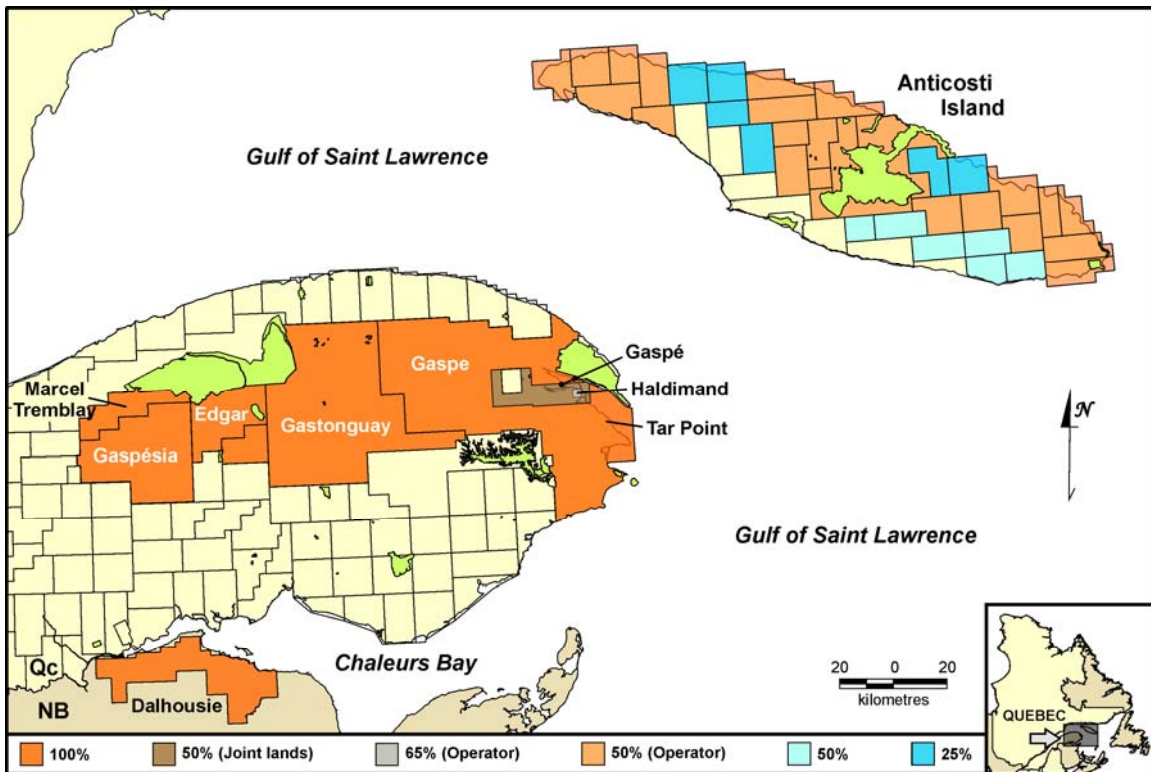 Anticosti
Island
Gulf of Saint Lawrence
Gaspé
Gaspe
Haldimand
Marcel
Tremblay
Edgar
Gastonguay
Tar Point
Gaspésia
N
Gulf of Saint Lawrence
Chaleurs Bay
Qc
NB
Dalhousie
20 0 20
kilometres
QUEBEC
100% 50% (Joint lands) 65% (Operator) 50% (Operator) 50% 25%